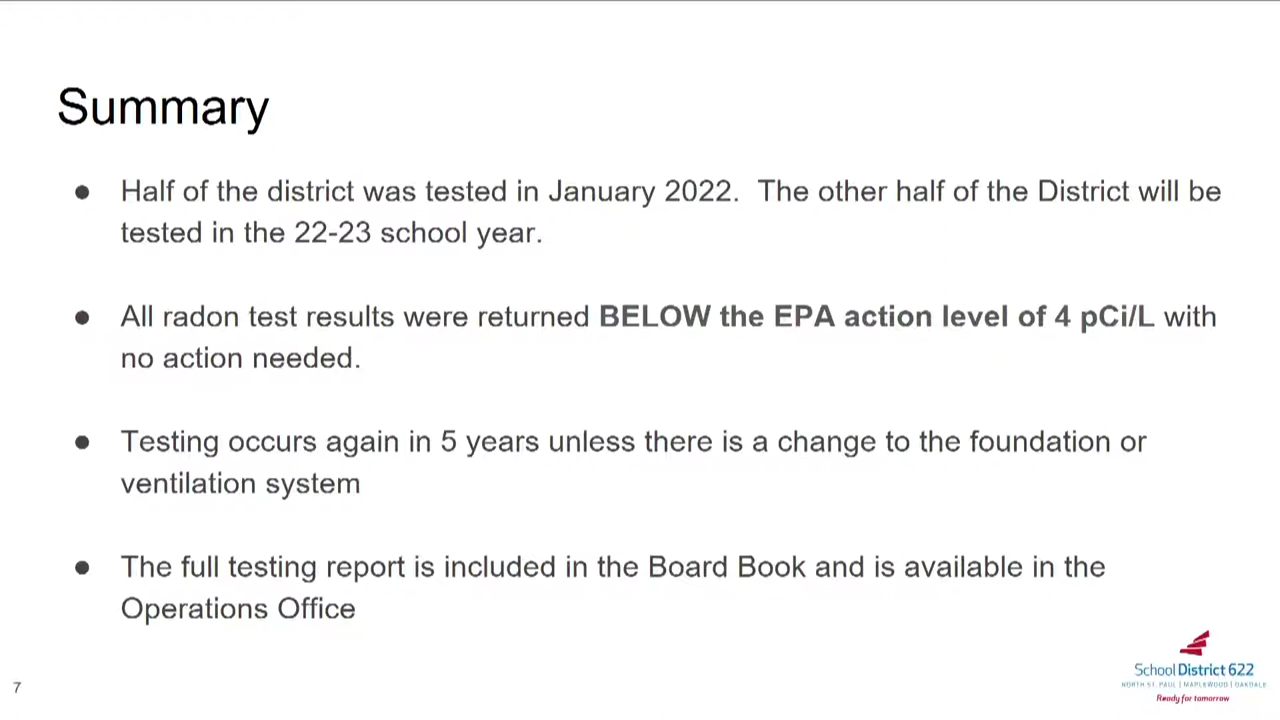 Summary
● Half of the district was tested in January 2022.  The other half of the District will be
tested in the 22-23 school year.
● All radon test results were returned BELOW the EPA action level of 4 pCi/L with
no action needed.
● Testing occurs again in 5 years unless there is a change to the foundation or
ventilation system
● The full testing report is included in the Board Book and is available in the
Operations Office
School District 622
NORTH ST. PAUL | MAPLEWOOD | OAKDALE
Ready for tomorrow
7